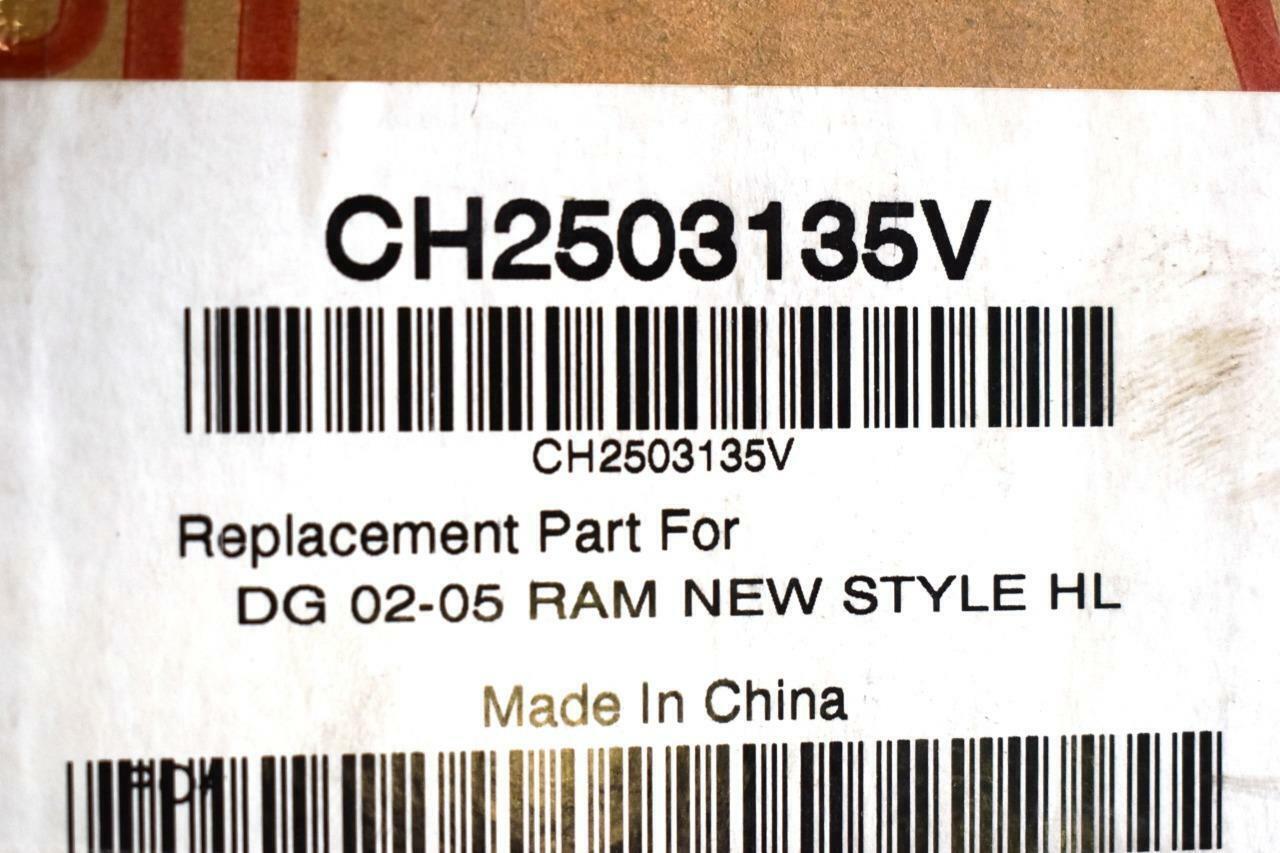 CH2503135V
CH2503135V
Replacement Part For
DG 02-05 RAM NEW STYLE HL
Made In China